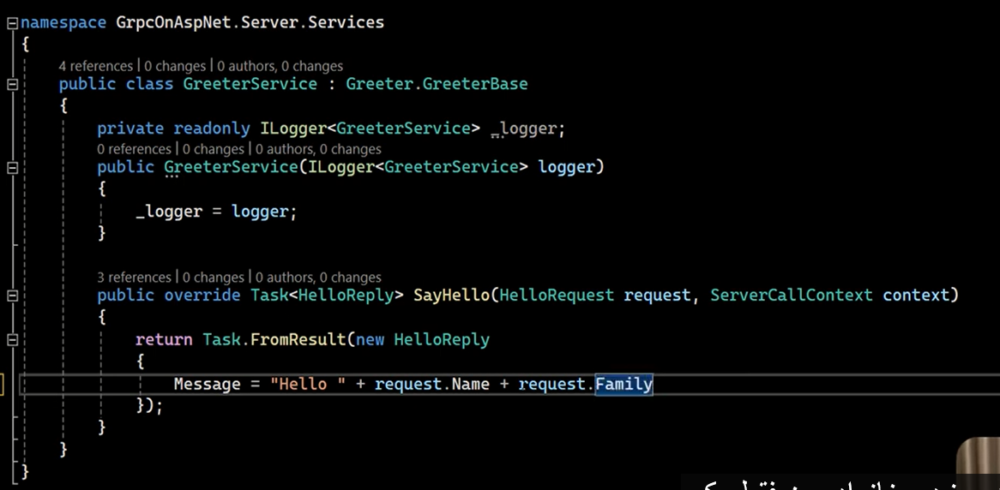 namespace GrpcOnAspNet.Server.Services
{
4 references | 0 changes | 0 authors, 0 changes
public class GreeterService : Greeter.GreeterBase
{
private readonly ILogger<GreeterService> _logger;
0 references | 0 changes | 0 authors, 0 changes
public GreeterService(ILogger<GreeterService> logger)
{
_logger = logger;
}
3 references | 0 changes | 0 authors, 0 changes
public override Task<HelloReply> SayHello(HelloRequest request, ServerCallContext context)
{
return Task.FromResult(new HelloReply
{
Message = "Hello " + request.Name + request.Family
});
}
}
}